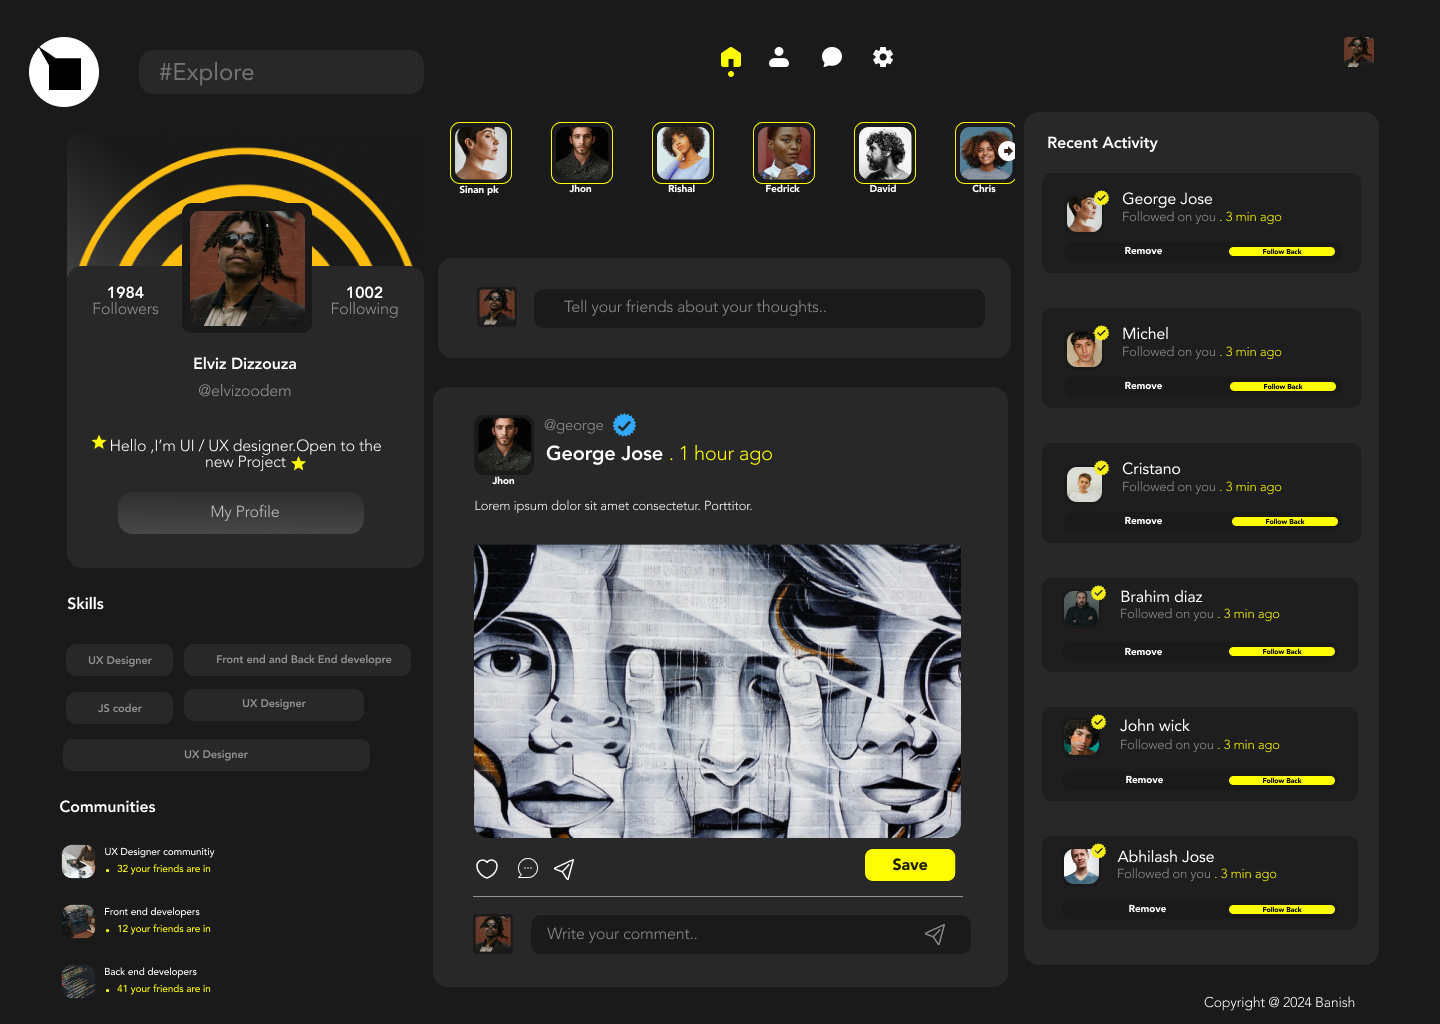 #Explore
1984
Followers
1002
Following
Elviz Dizzouza
@elvizoodem
Hello ,I’m UI / UX designer.Open to the
new Project
My Profile
Skills
UX Designer
Front end and Back End developre
JS coder
UX Designer
UX Designer
Communities
UX Designer communitiy
• 32 your friends are in
Front end developers
• 12 your friends are in
Back end developers
• 41 your friends are in
Sinan pk
Jhon
Rishal
Fedrick
David
Chris
Tell your friends about your thoughts..
@george
George Jose . 1 hour ago
Jhon
Lorem ipsum dolor sit amet consectetur. Porttitor.
Save
Write your comment..
Recent Activity
George Jose
Followed on you . 3 min ago
Remove
Follow Back
Michel
Followed on you . 3 min ago
Remove
Follow Back
Cristano
Followed on you . 3 min ago
Remove
Follow Back
Brahim diaz
Followed on you . 3 min ago
Remove
Follow Back
John wick
Followed on you . 3 min ago
Remove
Follow Back
Abhilash Jose
Followed on you . 3 min ago
Remove
Follow Back
Copyright @ 2024 Banish